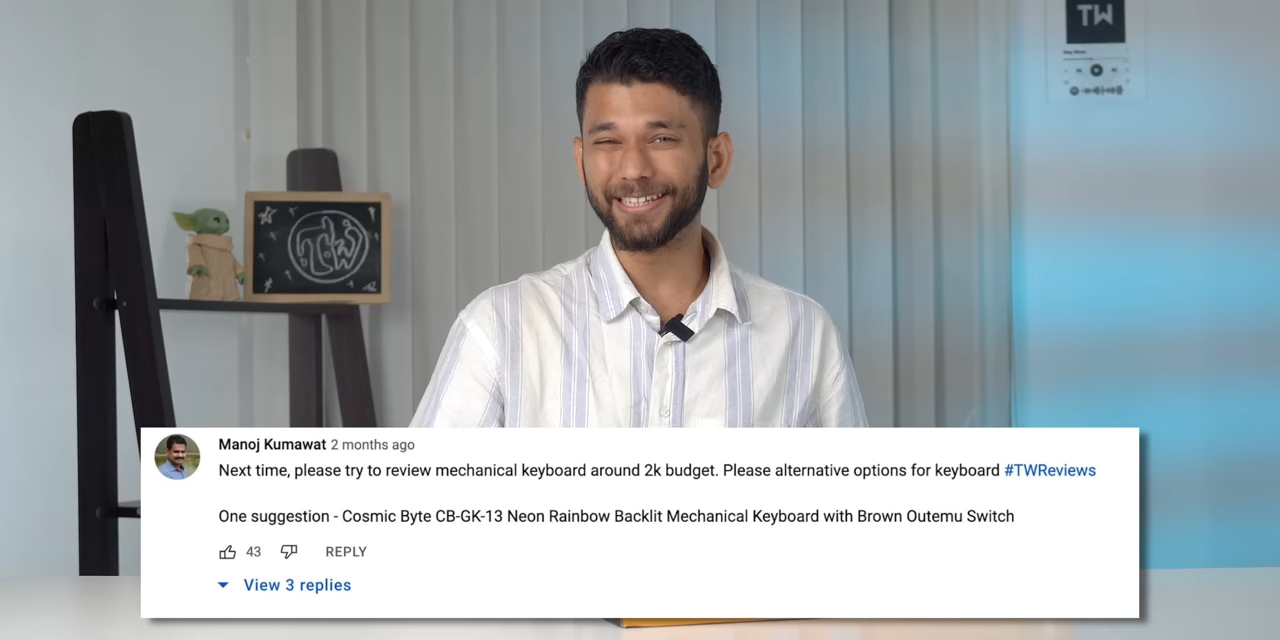 TW
Manoj Kumawat 2 months ago
Next time, please try to review mechanical keyboard around 2k budget. Please alternative options for keyboard #TWReviews
One suggestion - Cosmic Byte CB-GK-13 Neon Rainbow Backlit Mechanical Keyboard with Brown Outemu Switch
43 REPLY
View 3 replies